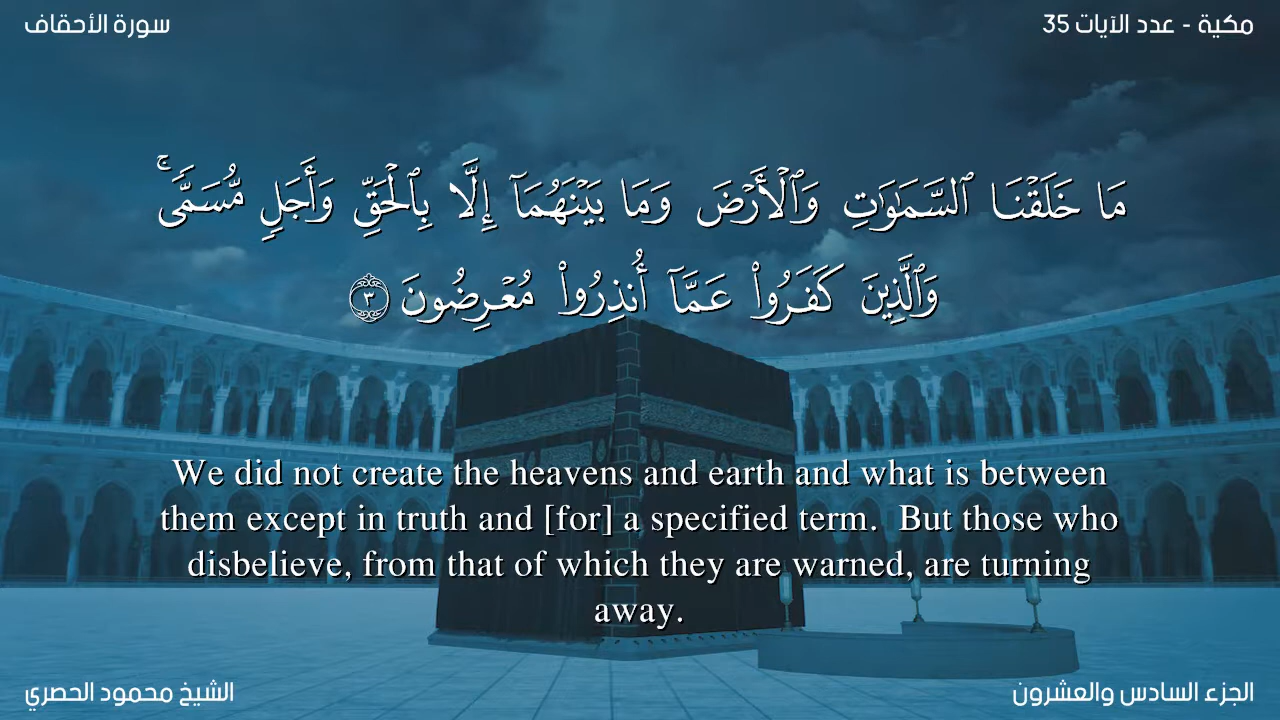 سورة الأحقاف
مكية - عدد الآيات 35
مَا خَلَقْنَا ٱلسَّمَـٰوَٰتِ وَٱلْأَرْضَ وَمَا بَيْنَهُمَآ إِلَّا بِٱلْحَقِّ وَأَجَلٍ مُّسَمًّى ۚ
وَٱلَّذِينَ كَفَرُوا۟ عَمَّآ أُنذِرُوا۟ مُعْرِضُونَ ٣
We did not create the heavens and earth and what is between
them except in truth and [for] a specified term.  But those who
disbelieve, from that of which they are warned, are turning
away.
الشيخ محمود الحصري
الجزء السادس والعشرون